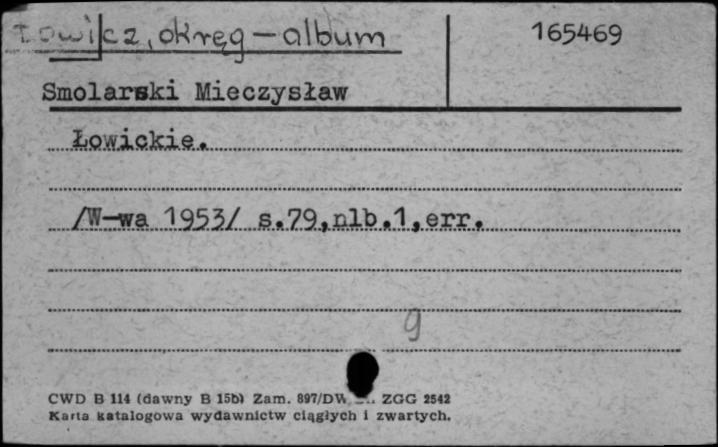 Łowicz, okręg - album
165469
Smolarski Mieczysław
Łowickie.
/W-wa 1953/ s.79,nlb.1,err.
g
CWD B 114 (dawny B 15b) Zam. 897/DW ZGG 2542
Karta katalogowa wydawnictw ciągłych i zwartych.